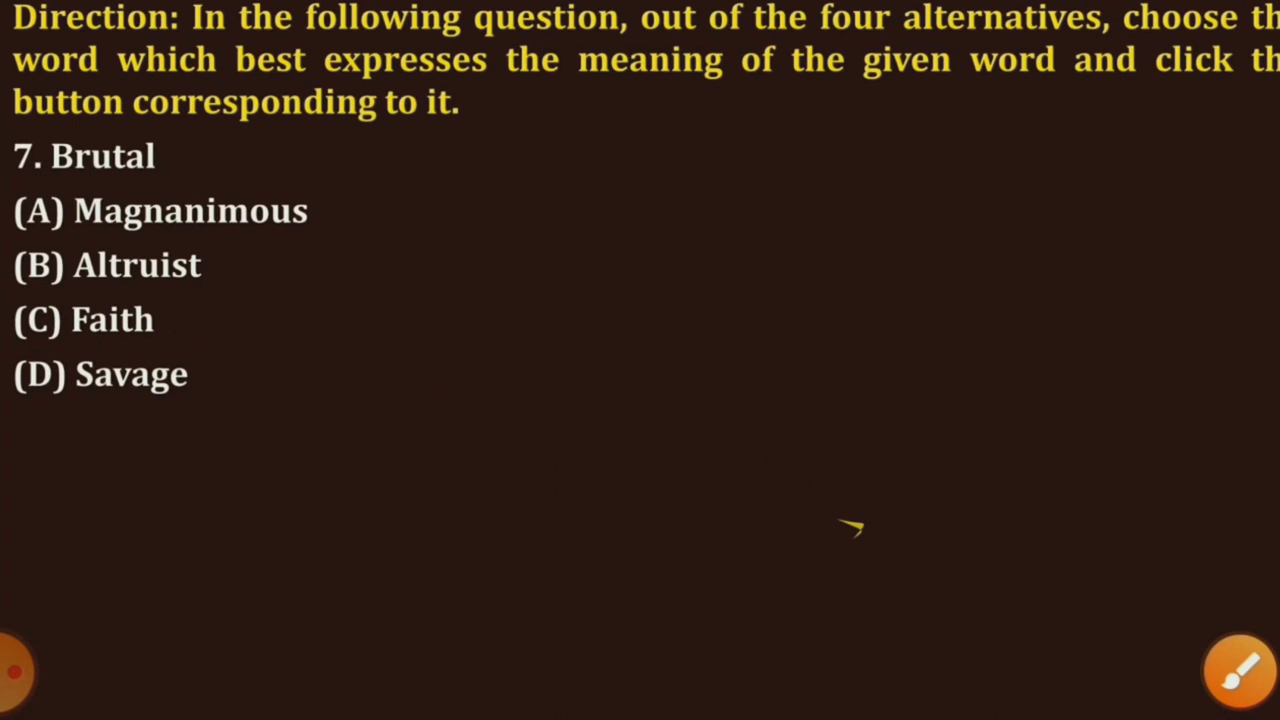 Direction: In the following question, out of the four alternatives, choose th
word which best expresses the meaning of the given word and click th
button corresponding to it.
7. Brutal
(A) Magnanimous
(B) Altruist
(C) Faith
(D) Savage